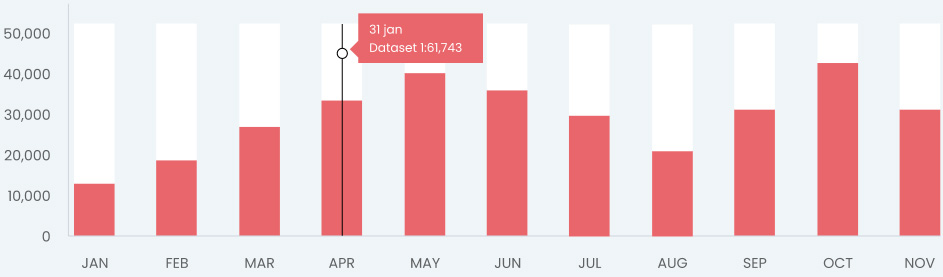 50,000
40,000
30,000
20,000
10,000
0
31 jan
Dataset 1:61,743
JAN FEB MAR APR MAY JUN JUL AUG SEP OCT NOV